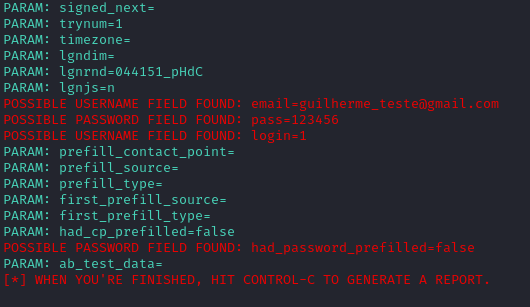 PARAM: signed_next=
PARAM: trynum=1
PARAM: timezone=
PARAM: lgndim=
PARAM: lgnrnd=044151_pHdC
PARAM: lgnjs=n
POSSIBLE USERNAME FIELD FOUND: email=guilherme_teste@gmail.com
POSSIBLE PASSWORD FIELD FOUND: pass=123456
POSSIBLE USERNAME FIELD FOUND: login=1
PARAM: prefill_contact_point=
PARAM: prefill_source=
PARAM: prefill_type=
PARAM: first_prefill_source=
PARAM: first_prefill_type=
PARAM: had_cp_prefilled=false
POSSIBLE PASSWORD FIELD FOUND: had_password_prefilled=false
PARAM: ab_test_data=
[*] WHEN YOU'RE FINISHED, HIT CONTROL-C TO GENERATE A REPORT.